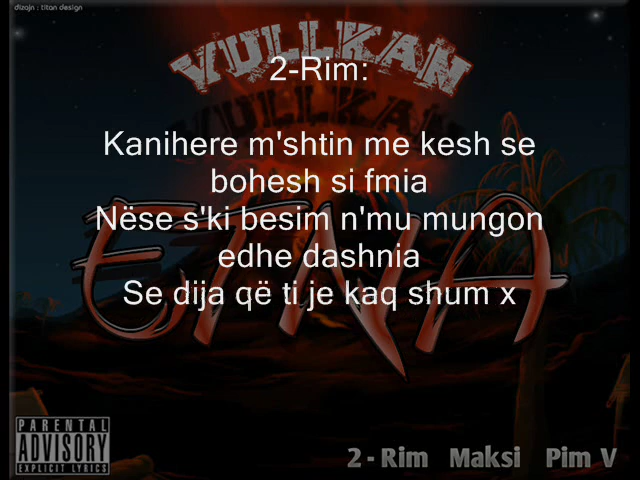 dizajn : titan design
VULLKAN
2-Rim:
Kanihere m'shtin me kesh se
bohesh si fmia
Nëse s'ki besim n'mu mungon
edhe dashnia
Se dija që ti je kaq shum x
ETNA
PARENTAL
ADVISORY
EXPLICIT LYRICS
2 - Rim Maksi Pim V